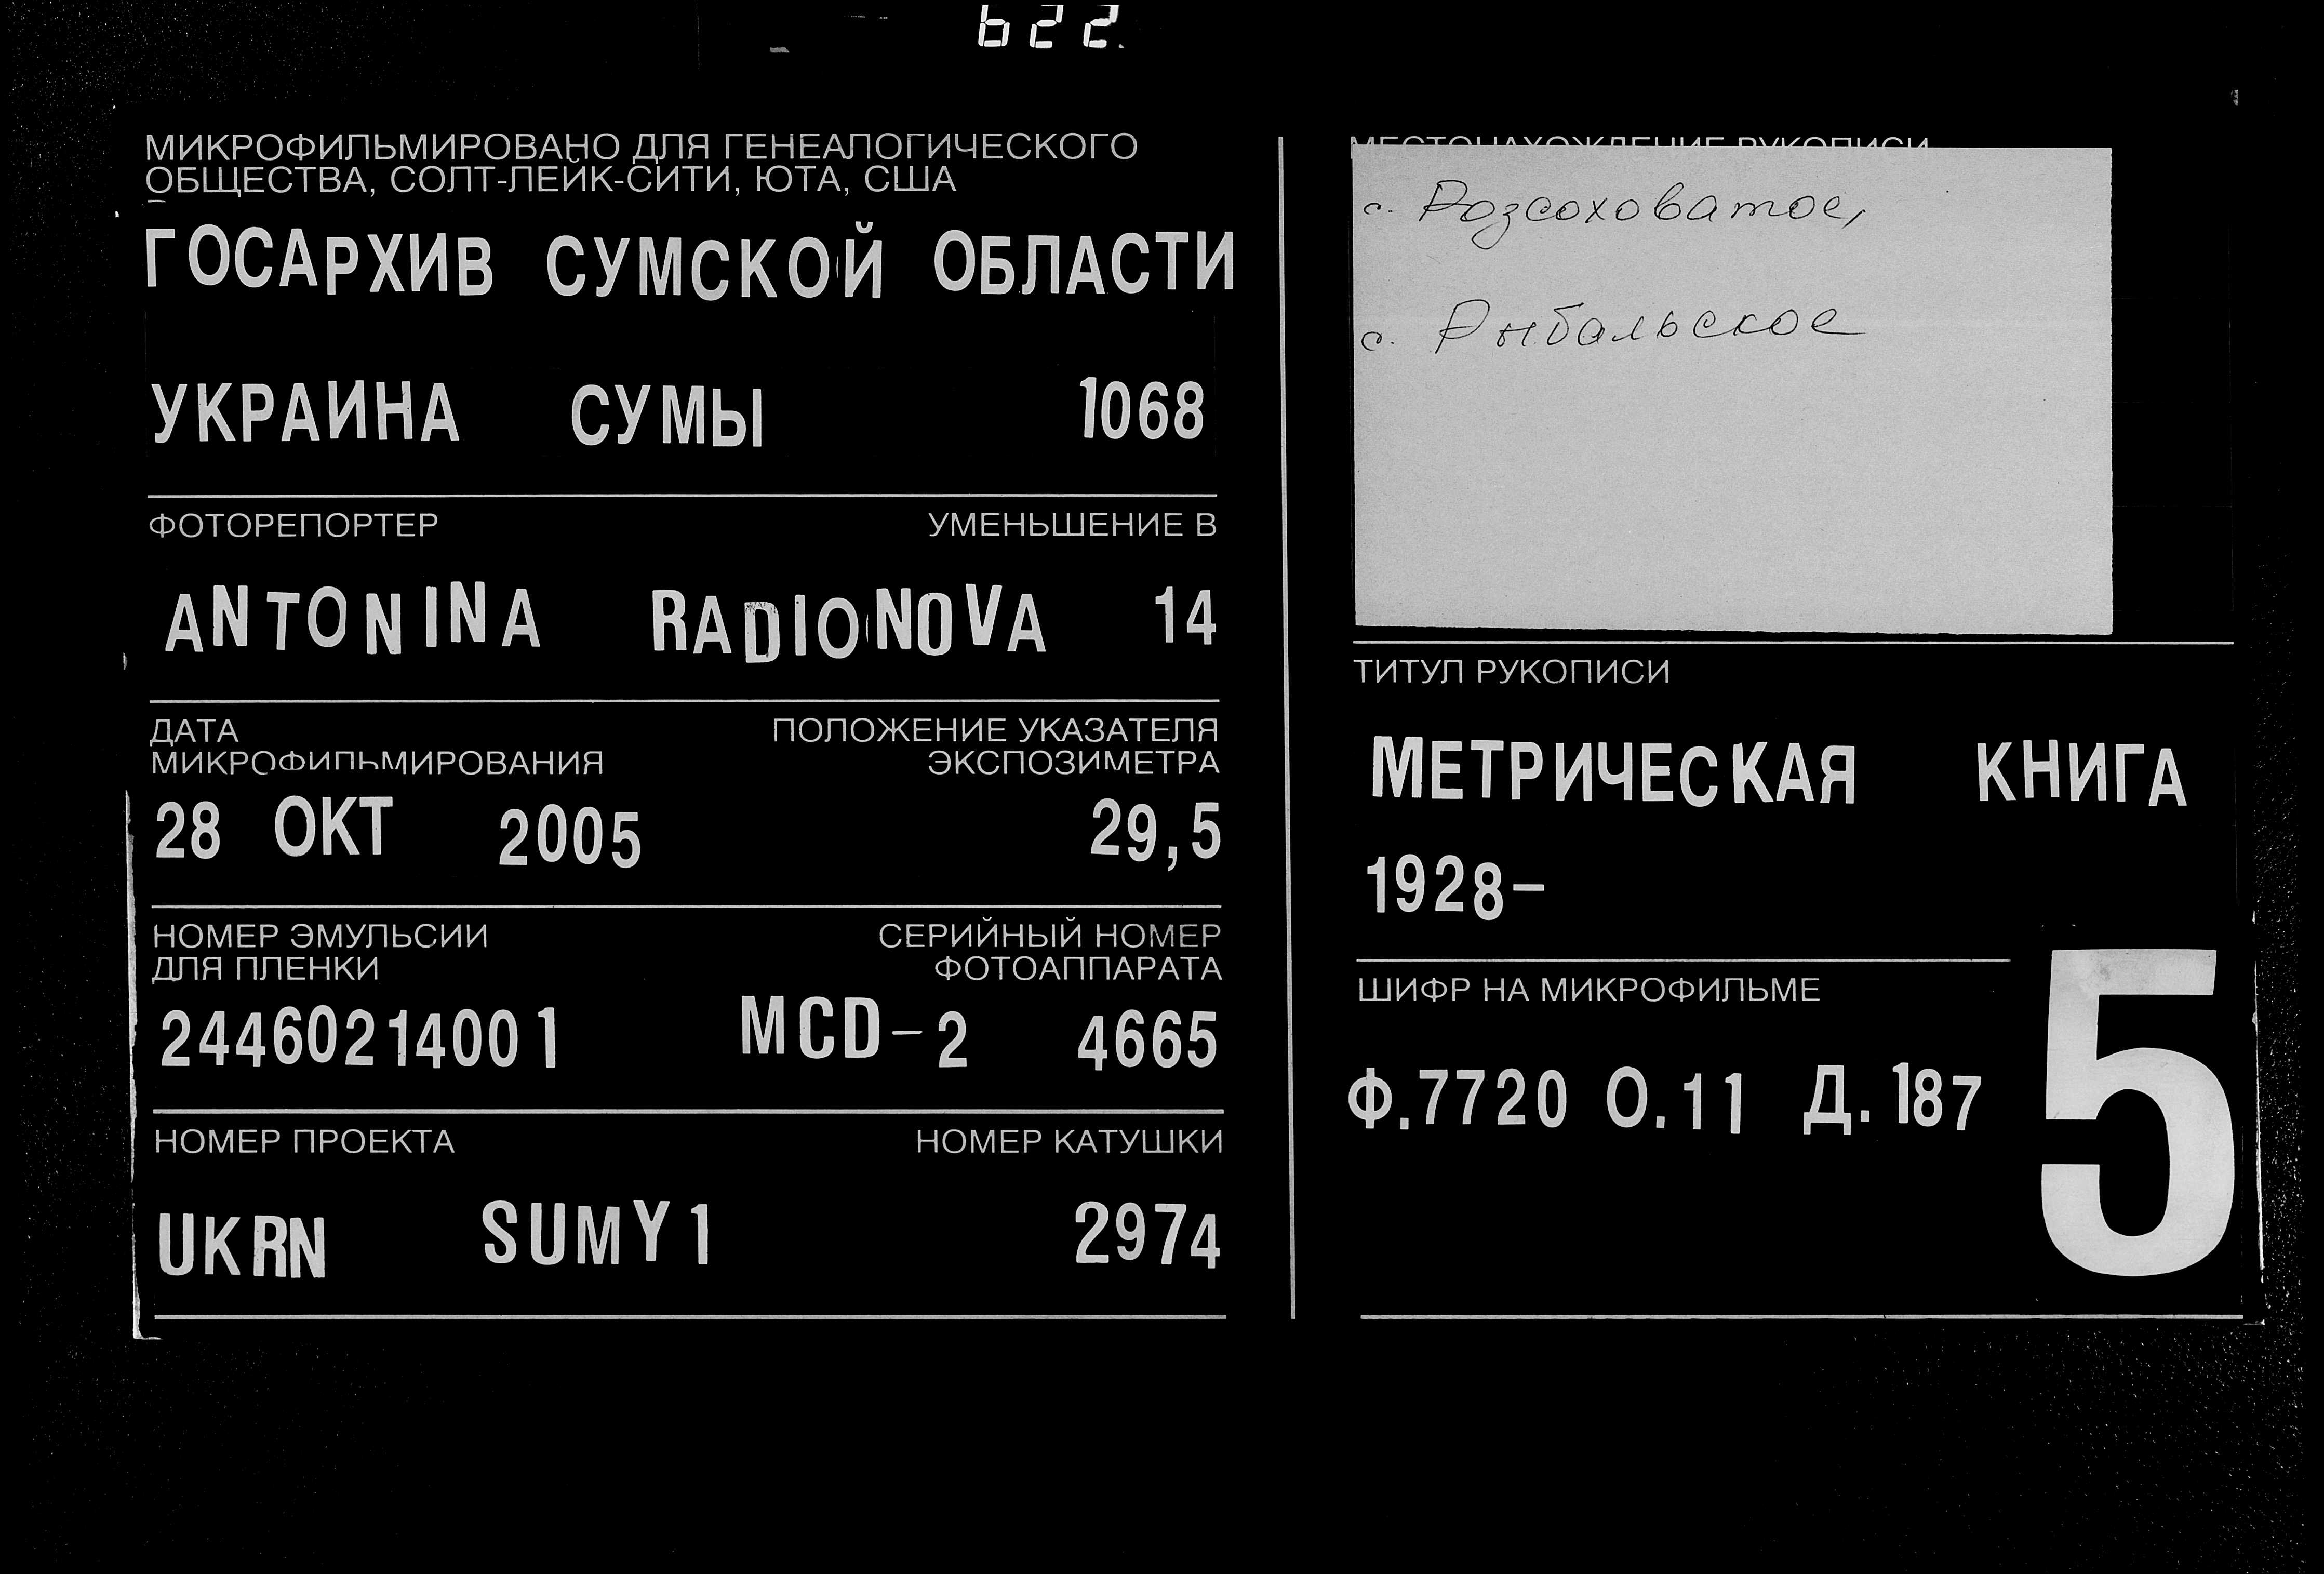 622.
МИКРОФИЛЬМИРОВАНО ДЛЯ ГЕНЕАЛОГИЧЕСКОГО
ОБЩЕСТВА, СОЛТ-ЛЕЙК-СИТИ, ЮТА, США
ГОСАРХИВ СУМСКОЙ ОБЛАСТИ
УКРАИНА СУМЫ 1068
ФОТОРЕПОРТЕР УМЕНЬШЕНИЕ В
ANTONINA RADIONOVA 14
ДАТА ПОЛОЖЕНИЕ УКАЗАТЕЛЯ
МИКРОФИЛЬМИРОВАНИЯ ЭКСПОЗИМЕТРА
28 ОКТ 2005 29,5
НОМЕР ЭМУЛЬСИИ СЕРИЙНЫЙ НОМЕР
ДЛЯ ПЛЕНКИ ФОТОАППАРАТА
24460214001 MCD-2 4665
НОМЕР ПРОЕКТА НОМЕР КАТУШКИ
UKRN SUMY1 2974
МЕСТОНАХОЖДЕНИЕ РУКОПИСИ
с. Розсоховатое,
с. Рыбальское
ТИТУЛ РУКОПИСИ
МЕТРИЧЕСКАЯ КНИГА
1928-
ШИФР НА МИКРОФИЛЬМЕ
Ф.7720 О.11 Д.187
5